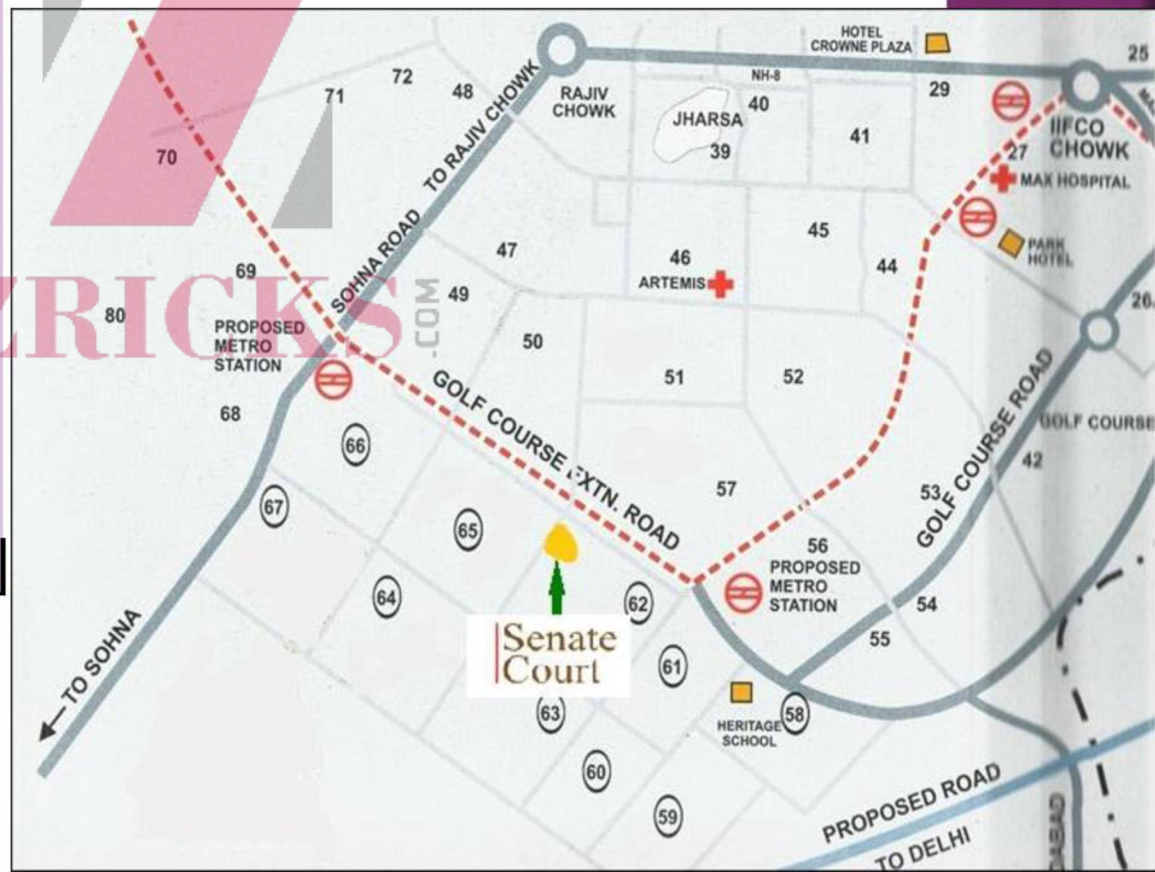 HOTEL
CROWNE PLAZA
25
NH-8
72
71
48
TO RAJIV CHOWK
RAJIV
CHOWK
JHARSA
39
40
41
29
IIFCO
CHOWK
27
MAX HOSPITAL
70
SOHNA ROAD
47
46
ARTEMIS
45
44
PARK
HOTEL
69
80
49
26
ZRICKS
.COM
PROPOSED
METRO
STATION
50
51
52
68
GOLF COURSE EXTN. ROAD
GOLF COURSE ROAD
GOLF COURSE
42
66
67
65
57
53
56
PROPOSED
METRO
STATION
64
62
54
55
Senate
Court
61
TO SOHNA
63
HERITAGE
SCHOOL
58
60
59
PROPOSED ROAD
TO DELHI
DABAD